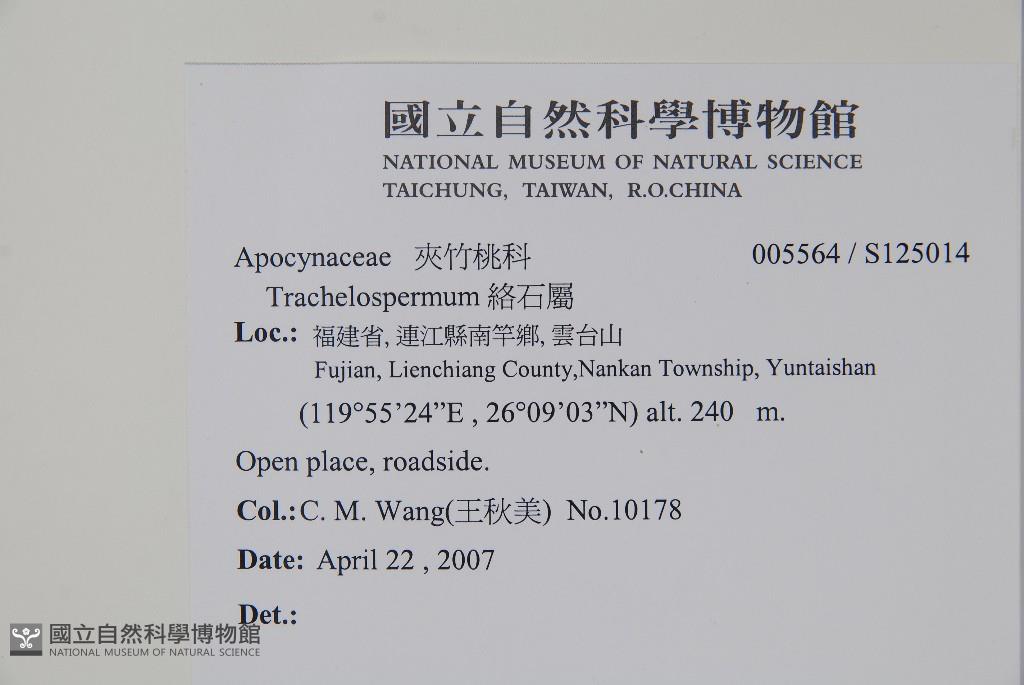 國立自然科學博物館
NATIONAL MUSEUM OF NATURAL SCIENCE
TAICHUNG, TAIWAN, R.O.CHINA
Apocynaceae 夾竹桃科 005564 / S125014
Trachelospermum 絡石屬
Loc.: 福建省, 連江縣南竿鄉, 雲台山
Fujian, Lienchiang County,Nankan Township, Yuntaishan
(119°55’24”E , 26°09’03”N) alt. 240 m.
Open place, roadside.
Col.: C. M. Wang(王秋美) No.10178
Date: April 22 , 2007
Det.:
國立自然科學博物館
NATIONAL MUSEUM OF NATURAL SCIENCE